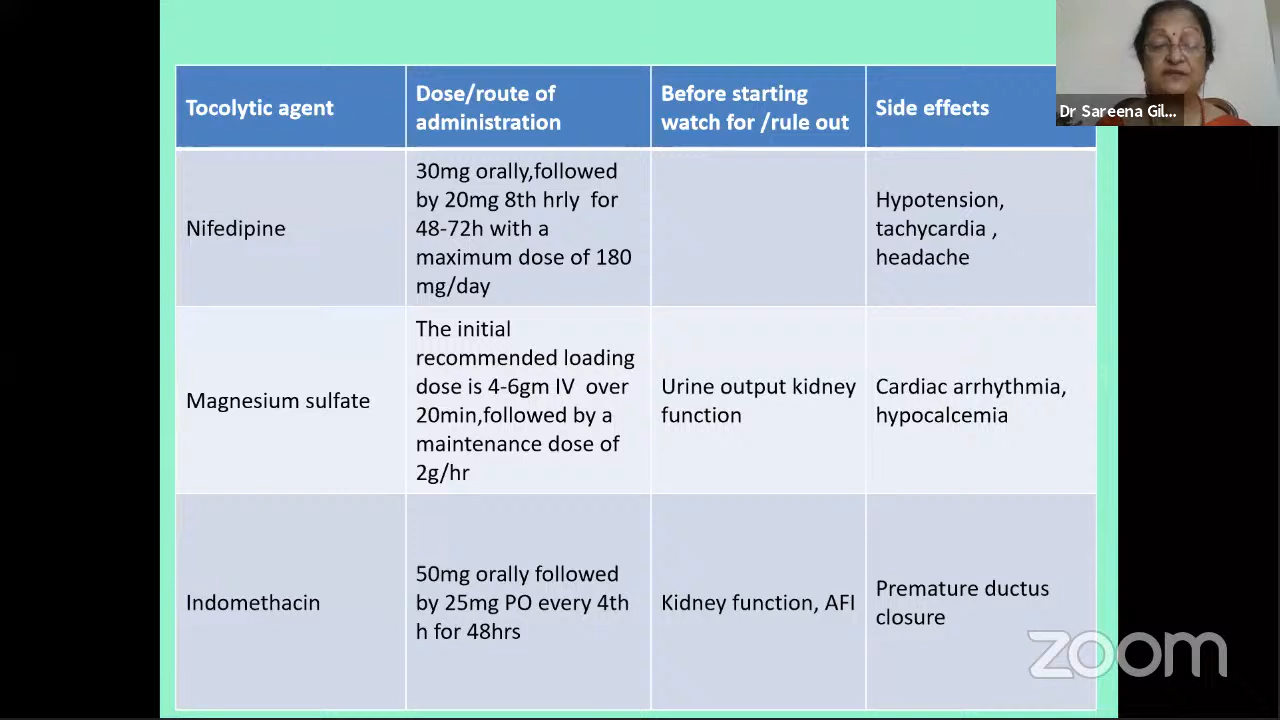 Tocolytic agent
Dose/route of
administration
Before starting
watch for /rule out
Side effects
Dr Sareena Gil...
Nifedipine
30mg orally,followed
by 20mg 8th hrly for
48-72h with a
maximum dose of 180
mg/day
Hypotension,
tachycardia ,
headache
Magnesium sulfate
The initial
recommended loading
dose is 4-6gm IV over
20min,followed by a
maintenance dose of
2g/hr
Urine output kidney
function
Cardiac arrhythmia,
hypocalcemia
Indomethacin
50mg orally followed
by 25mg PO every 4th
h for 48hrs
Kidney function, AFI
Premature ductus
closure
zoom